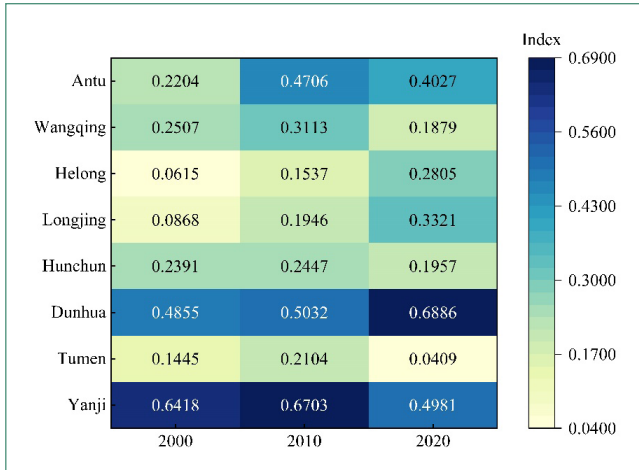 Index
Antu 0.2204 0.4706 0.4027
Wangqing 0.2507 0.3113 0.1879
Helong 0.0615 0.1537 0.2805
Longjing 0.0868 0.1946 0.3321
Hunchun 0.2391 0.2447 0.1957
Dunhua 0.4855 0.5032 0.6886
Tumen 0.1445 0.2104 0.0409
Yanji 0.6418 0.6703 0.4981
2000 2010 2020
0.6900
0.5600
0.4300
0.3000
0.1700
0.0400